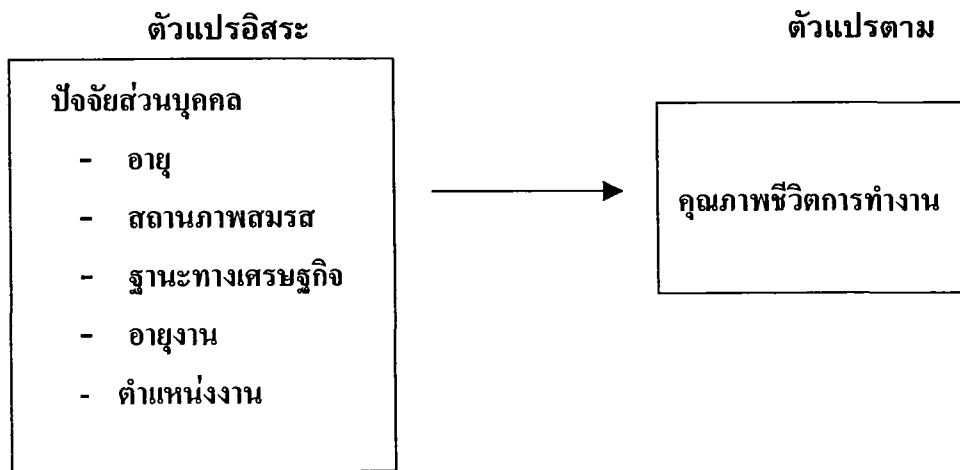 ตัวแปรอิสระ
ตัวแปรตาม
ปัจจัยส่วนบุคคล
- อายุ
- สถานภาพสมรส
- ฐานะทางเศรษฐกิจ
- อายุงาน
- ตำแหน่งงาน
คุณภาพชีวิตการทำงาน